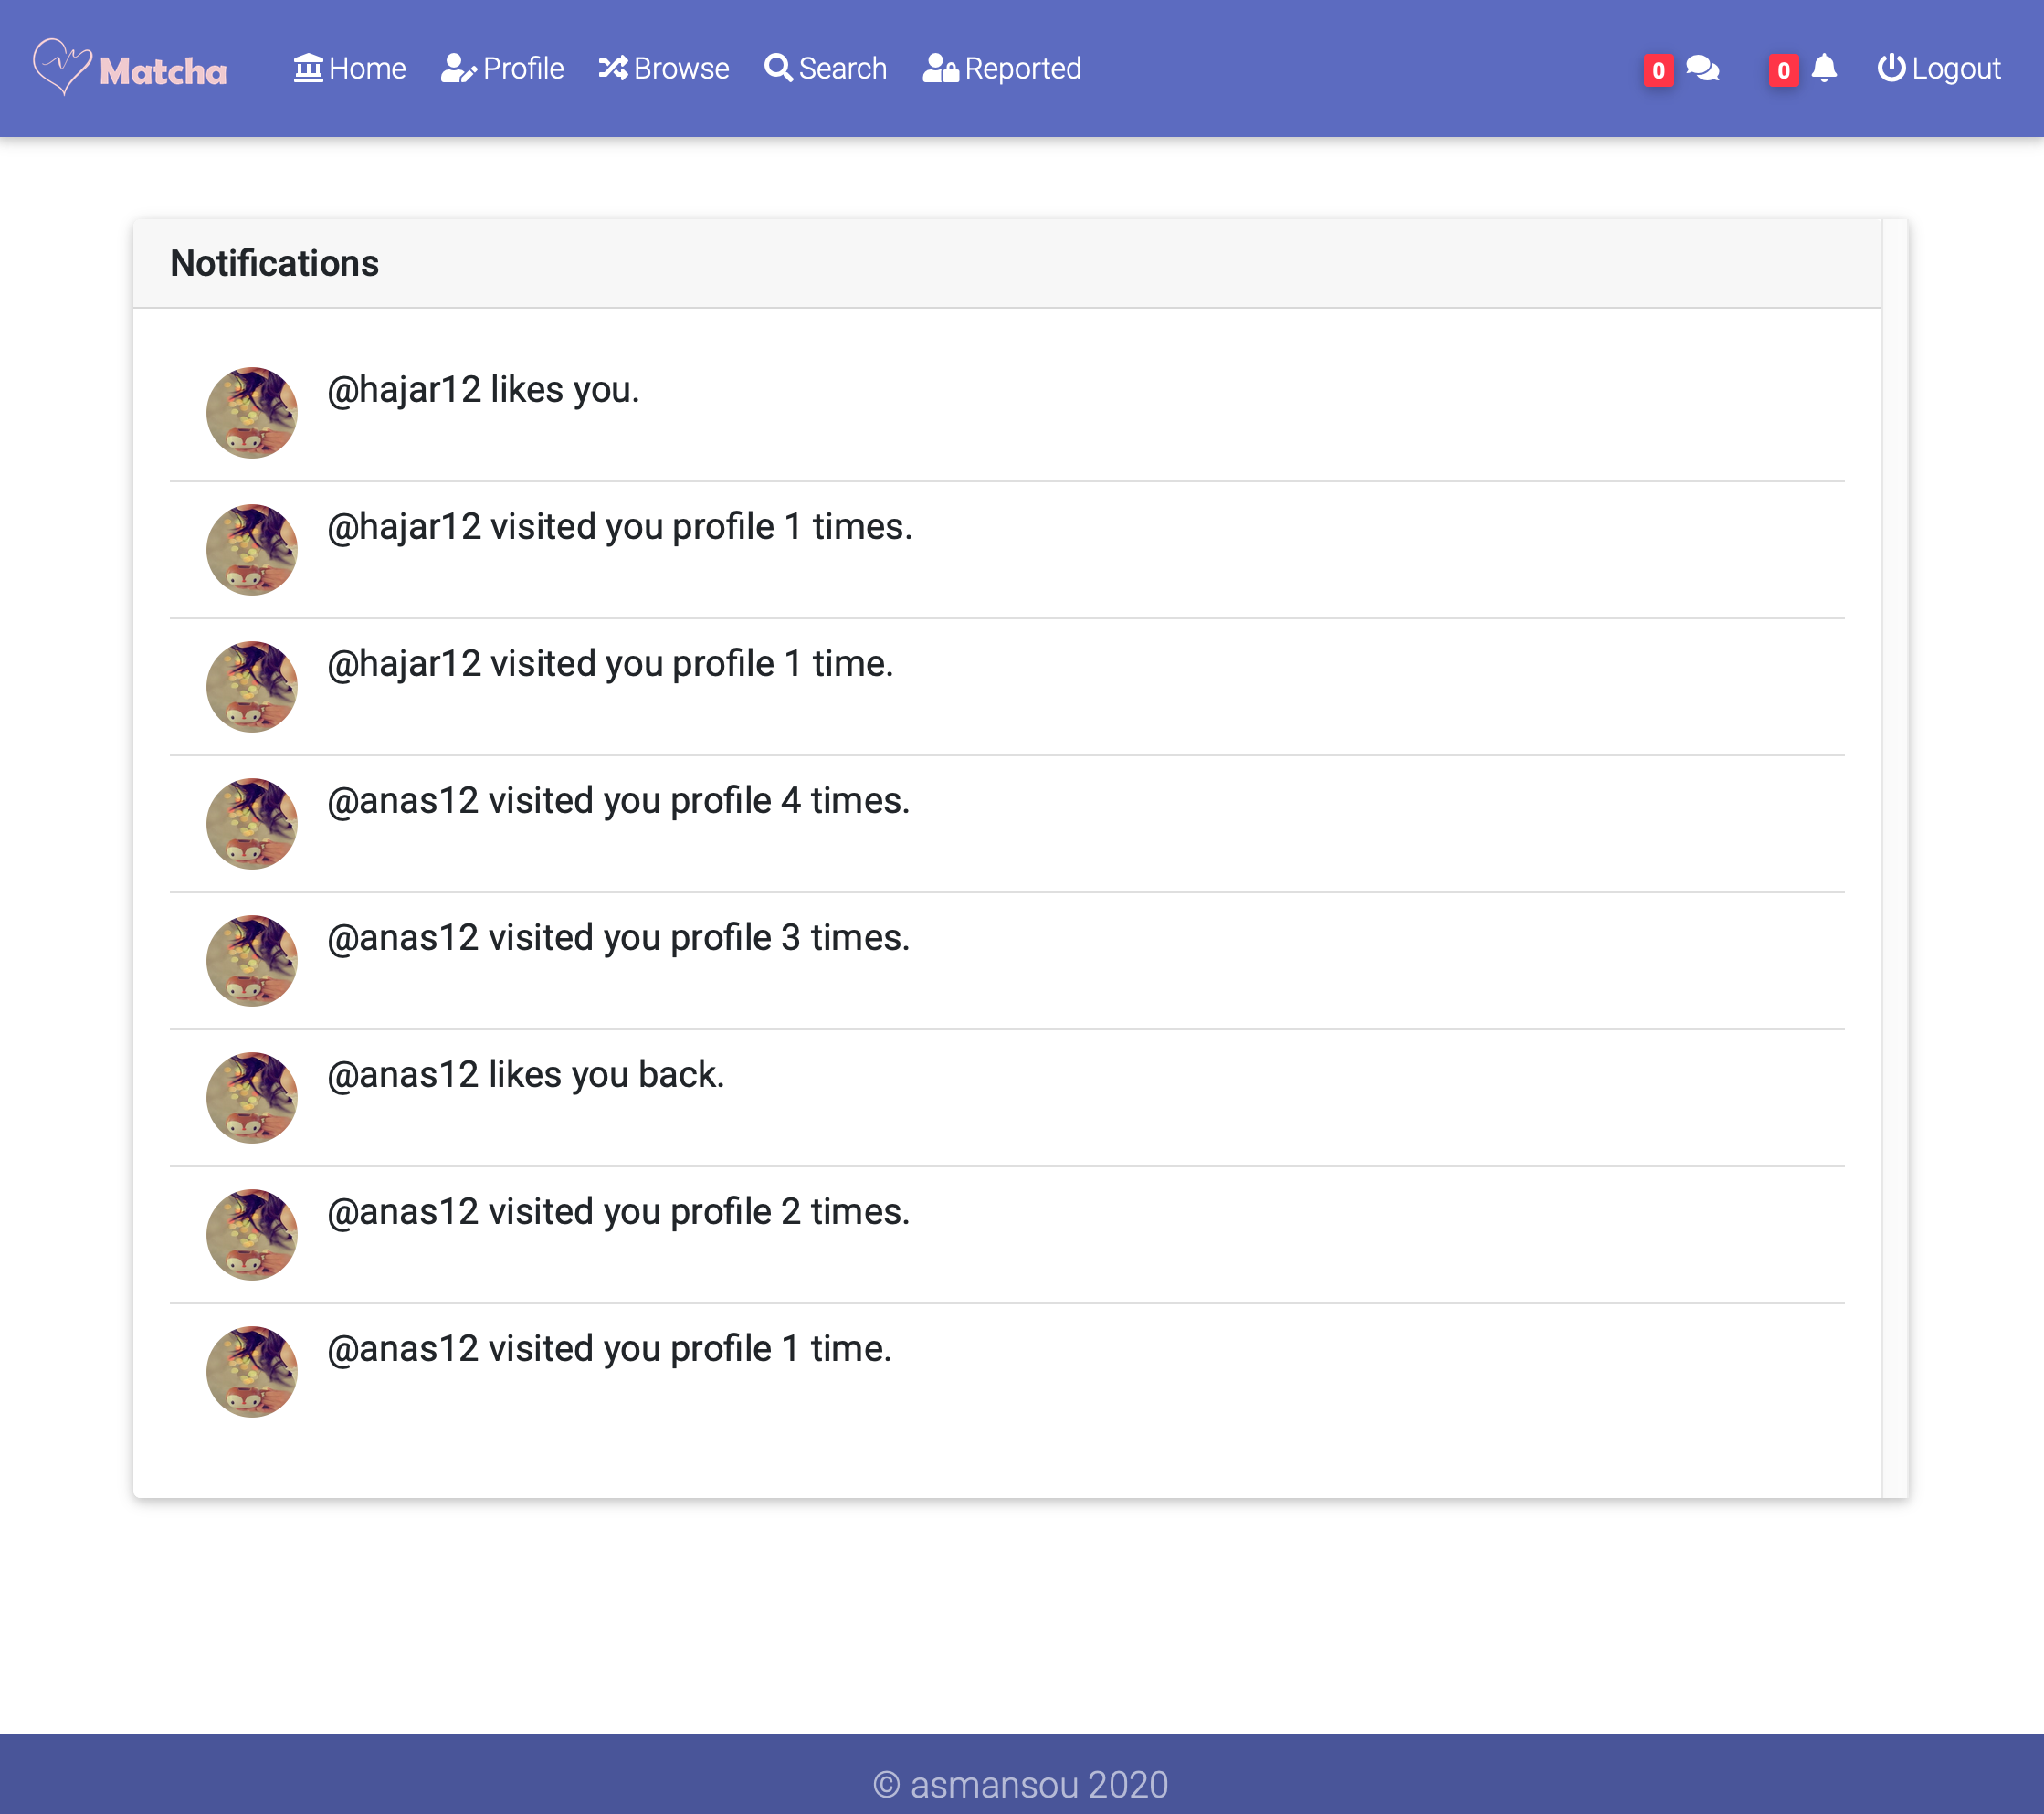 Matcha Home Profile Browse Search Reported 0 0 Logout
Notifications
@hajar12 likes you.
@hajar12 visited you profile 1 times.
@hajar12 visited you profile 1 time.
@anas12 visited you profile 4 times.
@anas12 visited you profile 3 times.
@anas12 likes you back.
@anas12 visited you profile 2 times.
@anas12 visited you profile 1 time.
© asmansou 2020